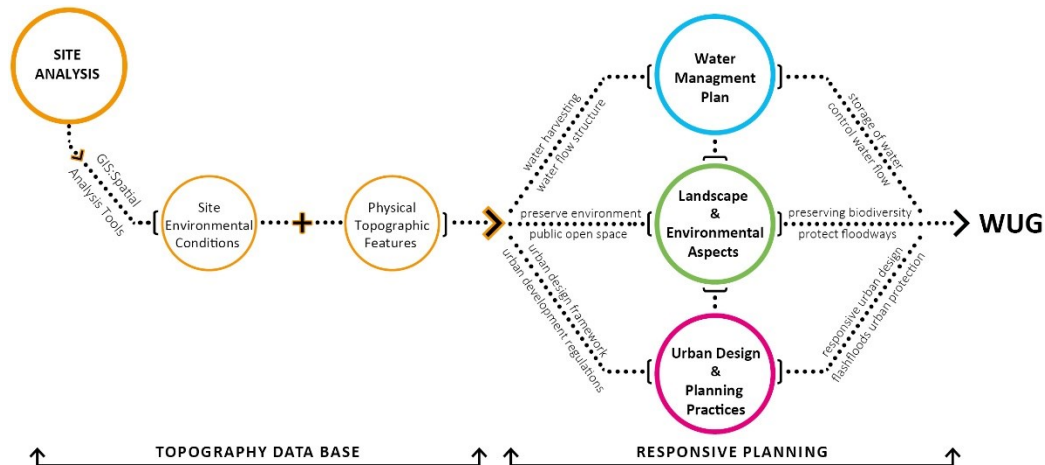 SITE
ANALYSIS
GIS:Spatial
Analysis Tools
Site
Environmental
Conditions
+
Physical
Topographic
Features
water harvesting
water flow structure
preserve environment
public open space
urban design framework
urban development regulations
Water
Managment
Plan
Landscape
&
Environmental
Aspects
Urban Design
&
Planning
Practices
storage of water
control water flow
preserving biodiversity
protect floodways
responsive urban design
flashfloods urban protection
WUG
TOPOGRAPHY DATA BASE
RESPONSIVE PLANNING